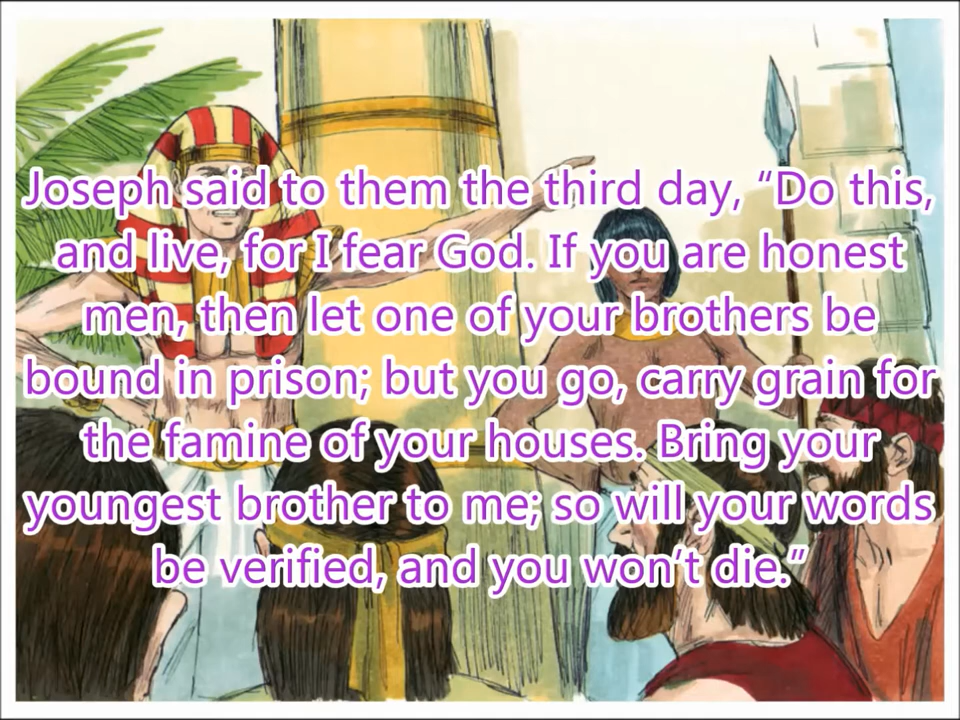 Joseph said to them the third day, “Do this,
and live, for I fear God. If you are honest
men, then let one of your brothers be
bound in prison; but you go, carry grain for
the famine of your houses. Bring your
youngest brother to me; so will your words
be verified, and you won’t die.”